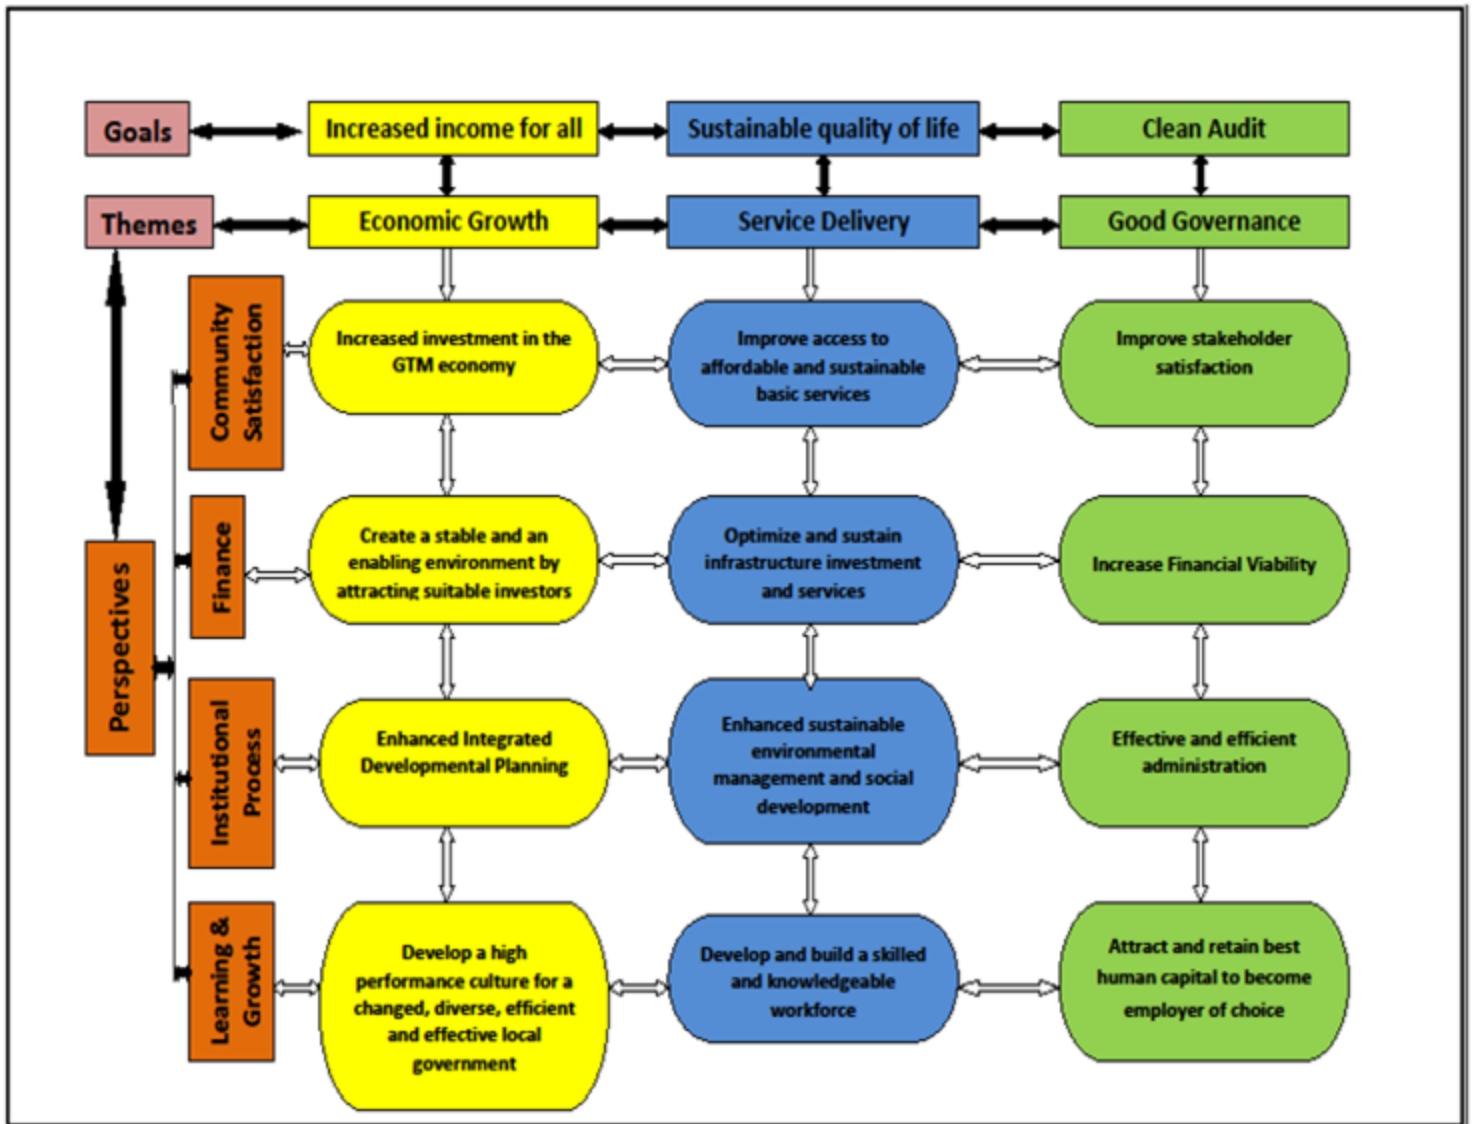 Goals
Increased income for all
Sustainable quality of life
Clean Audit
Themes
Economic Growth
Service Delivery
Good Governance
Perspectives
Community
Satisfaction
Increased investment in the
GTM economy
Improve access to
affordable and sustainable
basic services
Improve stakeholder
satisfaction
Finance
Create a stable and an
enabling environment by
attracting suitable investors
Optimize and sustain
infrastructure investment
and services
Increase Financial Viability
Institutional
Process
Enhanced Integrated
Developmental Planning
Enhanced sustainable
environmental
management and social
development
Effective and efficient
administration
Learning &
Growth
Develop a high
performance culture for a
changed, diverse, efficient
and effective local
government
Develop and build a skilled
and knowledgeable
workforce
Attract and retain best
human capital to become
employer of choice